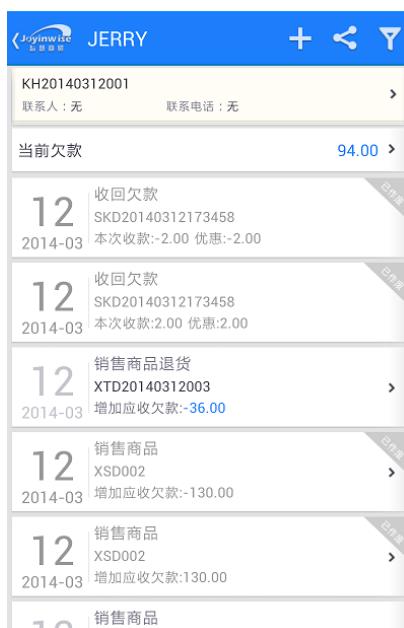 Joyinwise
JERRY
KH20140312001
联系人：无 联系电话：无
当前欠款 94.00
12
2014-03
收回欠款
SKD20140312173458
本次收款:-2.00 优惠:-2.00
已作废
12
2014-03
收回欠款
SKD20140312173458
本次收款:2.00 优惠:2.00
已作废
12
2014-03
销售商品退货
XTD20140312003
增加应收欠款:-36.00
12
2014-03
销售商品
XSD002
增加应收欠款:-130.00
已作废
12
2014-03
销售商品
XSD002
增加应收欠款:130.00
已作废
销售商品